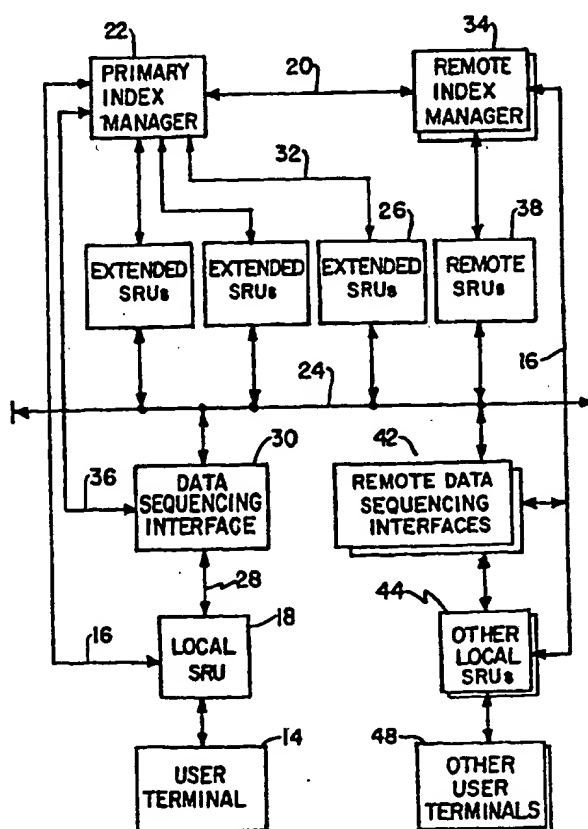 22
PRIMARY
INDEX
MANAGER
20
34
REMOTE
INDEX
MANAGER
32
26
38
EXTENDED
SRUs
EXTENDED
SRUs
EXTENDED
SRUs
REMOTE
SRUs
16
24
30
42
36
DATA
SEQUENCING
INTERFACE
REMOTE DATA
SEQUENCING
INTERFACES
28
18
44
16
LOCAL
SRU
OTHER
LOCAL
SRUs
14
48
USER
TERMINAL
OTHER
USER
TERMINALS